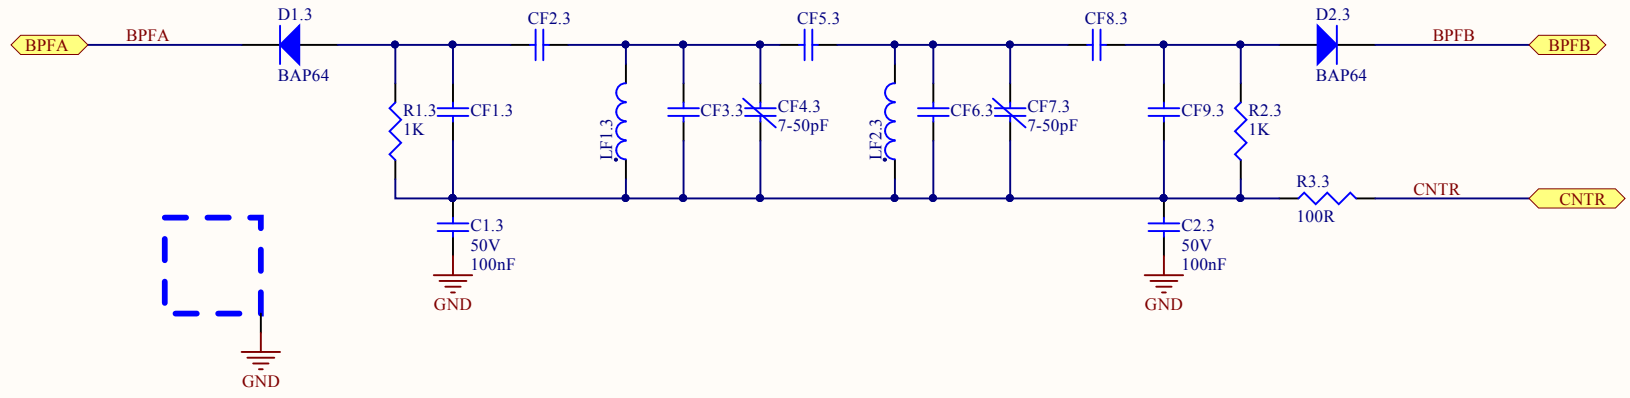 D1.3
CF2.3
CF5.3
CF8.3
D2.3
BPFA
BPFA
BPFB
BPFB
BAP64
BAP64
R1.3
1K
CF1.3
LF1.3
CF3.3
CF4.3
7-50pF
LF2.3
CF6.3
CF7.3
7-50pF
CF9.3
R2.3
1K
R3.3
100R
CNTR
CNTR
C1.3
50V
100nF
GND
C2.3
50V
100nF
GND
GND